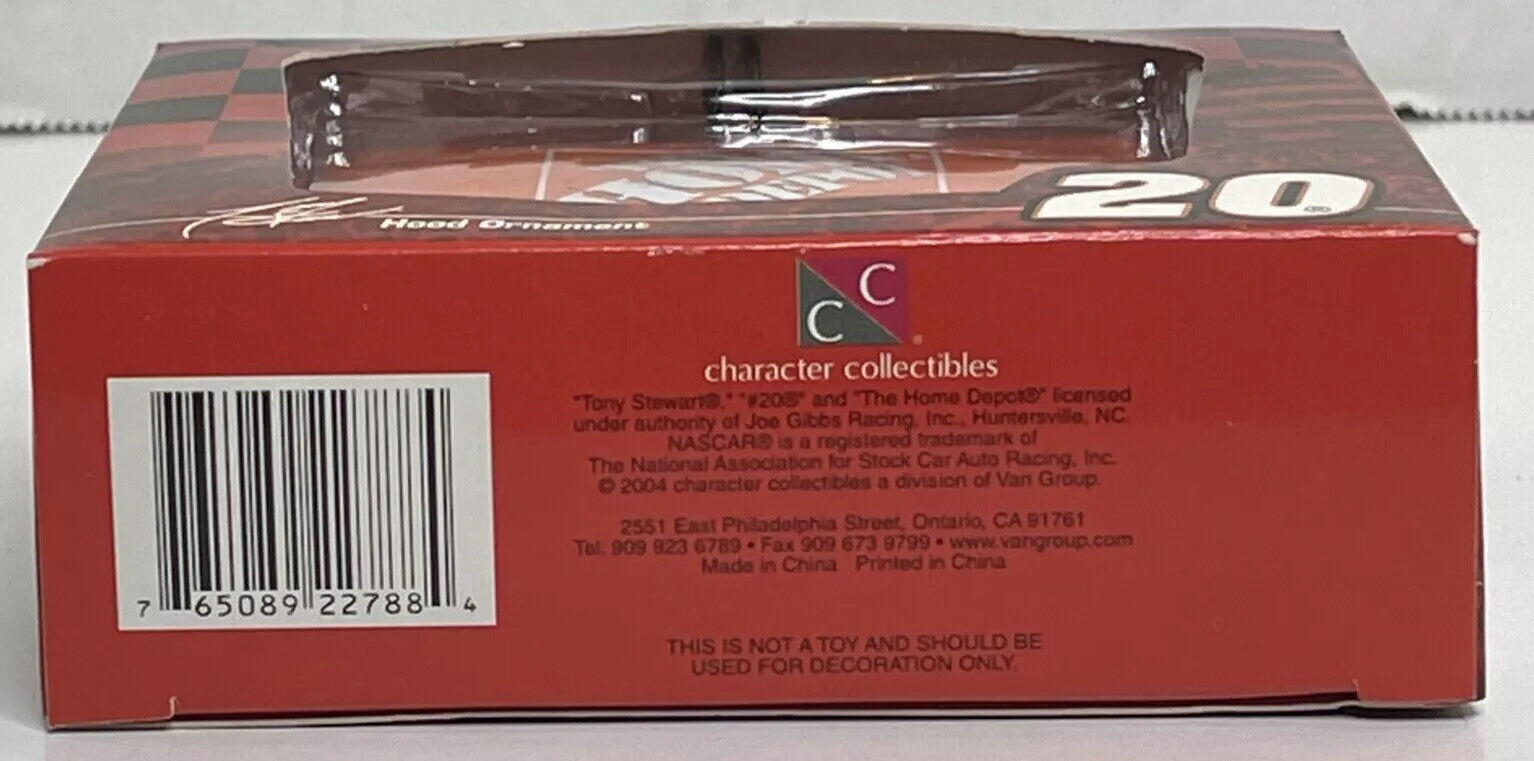 THE HOME DEPOT
Hood Ornament
20®
C C ®
character collectibles
"Tony Stewart®," "#20®" and "The Home Depot®" licensed
under authority of Joe Gibbs Racing, Inc., Huntersville, NC.
NASCAR® is a registered trademark of
The National Association for Stock Car Auto Racing, Inc.
© 2004 character collectibles a division of Van Group.
2551 East Philadelphia Street, Ontario, CA 91761
Tel. 909 923 6789 • Fax 909 673 9799 • www.vangroup.com
Made in China Printed in China
7 65089 22788 4
THIS IS NOT A TOY AND SHOULD BE
USED FOR DECORATION ONLY.